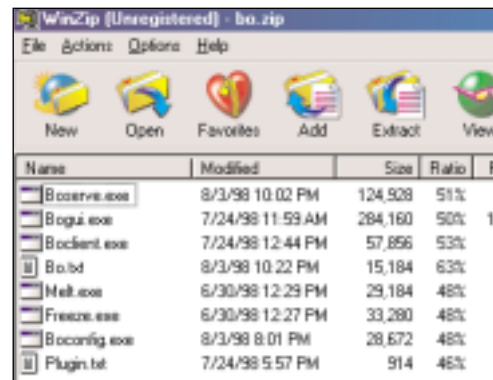 WinZip (Unregistered) - bo.zip
File Actions Options Help
New Open Favorites Add Extract View
Name Modified Size Ratio
Boserve.exe 8/3/98 10:02 PM 124,928 51%
Bogui.exe 7/24/98 11:59 AM 284,160 50% 1
Boclient.exe 7/24/98 12:44 PM 57,856 53%
Bo.txt 8/3/98 10:22 PM 15,184 63%
Melt.exe 6/30/98 12:29 PM 29,184 48%
Freeze.exe 6/30/98 12:27 PM 33,280 48%
Boconfig.exe 8/3/98 8:01 PM 28,672 48%
Plugin.txt 7/24/98 5:57 PM 914 46%